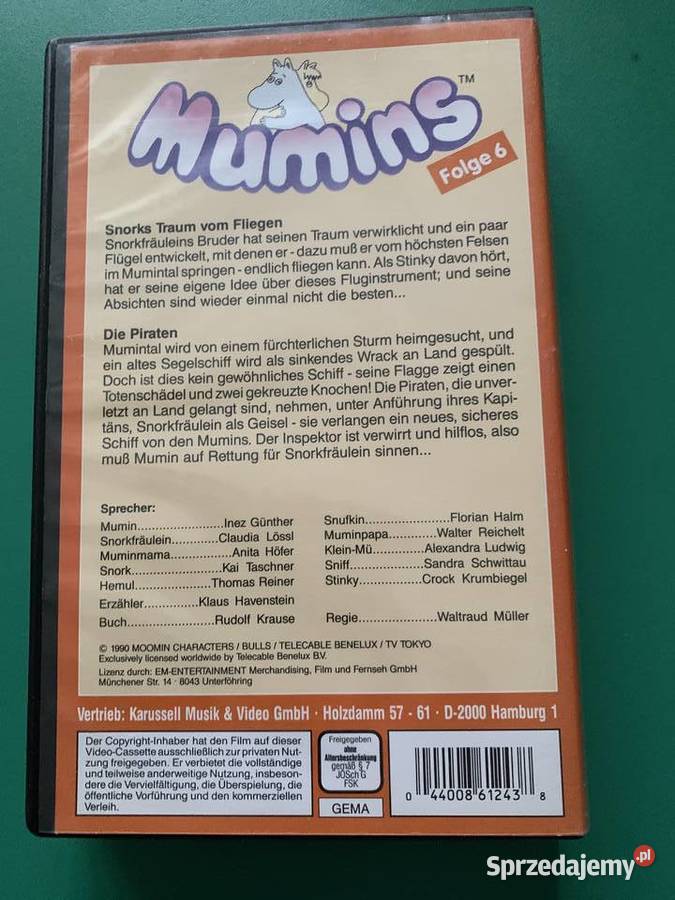 Mumins™
Folge 6
Snorks Traum vom Fliegen
Snorkfräuleins Bruder hat seinen Traum verwirklicht und ein paar
Flügel entwickelt, mit denen er - dazu muß er vom höchsten Felsen
im Mumintal springen - endlich fliegen kann. Als Stinky davon hört,
hat er seine eigene Idee über dieses Fluginstrument; und seine
Absichten sind wieder einmal nicht die besten...
Die Piraten
Mumintal wird von einem fürchterlichen Sturm heimgesucht, und
ein altes Segelschiff wird als sinkendes Wrack an Land gespült.
Doch ist dies kein gewöhnliches Schiff - seine Flagge zeigt einen
Totenschädel und zwei gekreuzte Knochen! Die Piraten, die unver-
letzt an Land gelangt sind, nehmen, unter Anführung ihres Kapi-
täns, Snorkfräulein als Geisel - sie verlangen ein neues, sicheres
Schiff von den Mumins. Der Inspektor ist verwirrt und hilflos, also
muß Mumin auf Rettung für Snorkfräulein sinnen...
Sprecher:
Mumin.......................Inez Günther
Snorkfräulein.............Claudia Lössl
Muminmama................Anita Höfer
Snork........................Kai Taschner
Hemul...................Thomas Reiner
Erzähler...............Klaus Havenstein
Buch.......................Rudolf Krause
Snufkin.......................Florian Halm
Muminpapa.............Walter Reichelt
Klein-Mü...............Alexandra Ludwig
Sniff....................Sandra Schwittau
Stinky..................Crock Krumbiegel
Regie.....................Waltraud Müller
© 1990 MOOMIN CHARACTERS / BULLS / TELECABLE BENELUX / TV TOKYO
Exclusively licensed worldwide by Telecable Benelux B.V.
Lizenz durch: EM-ENTERTAINMENT Merchandising, Film und Fernseh GmbH
Münchener Str. 14 · 8043 Unterföhring
Vertrieb: Karussell Musik & Video GmbH · Holzdamm 57 - 61 · D-2000 Hamburg 1
Der Copyright-Inhaber hat den Film auf dieser
Video-Cassette ausschließlich zur privaten Nut-
zung freigegeben. Er verbietet die vollständige
und teilweise anderweitige Nutzung, insbeson-
dere die Vervielfältigung, die Überspielung, die
öffentliche Vorführung und den kommerziellen
Verleih.
Freigegeben
ohne
Altersbeschränkung
gemäß § 7
JÖSchG
FSK
GEMA
0 44008 61243 8
Sprzedajemy.pl